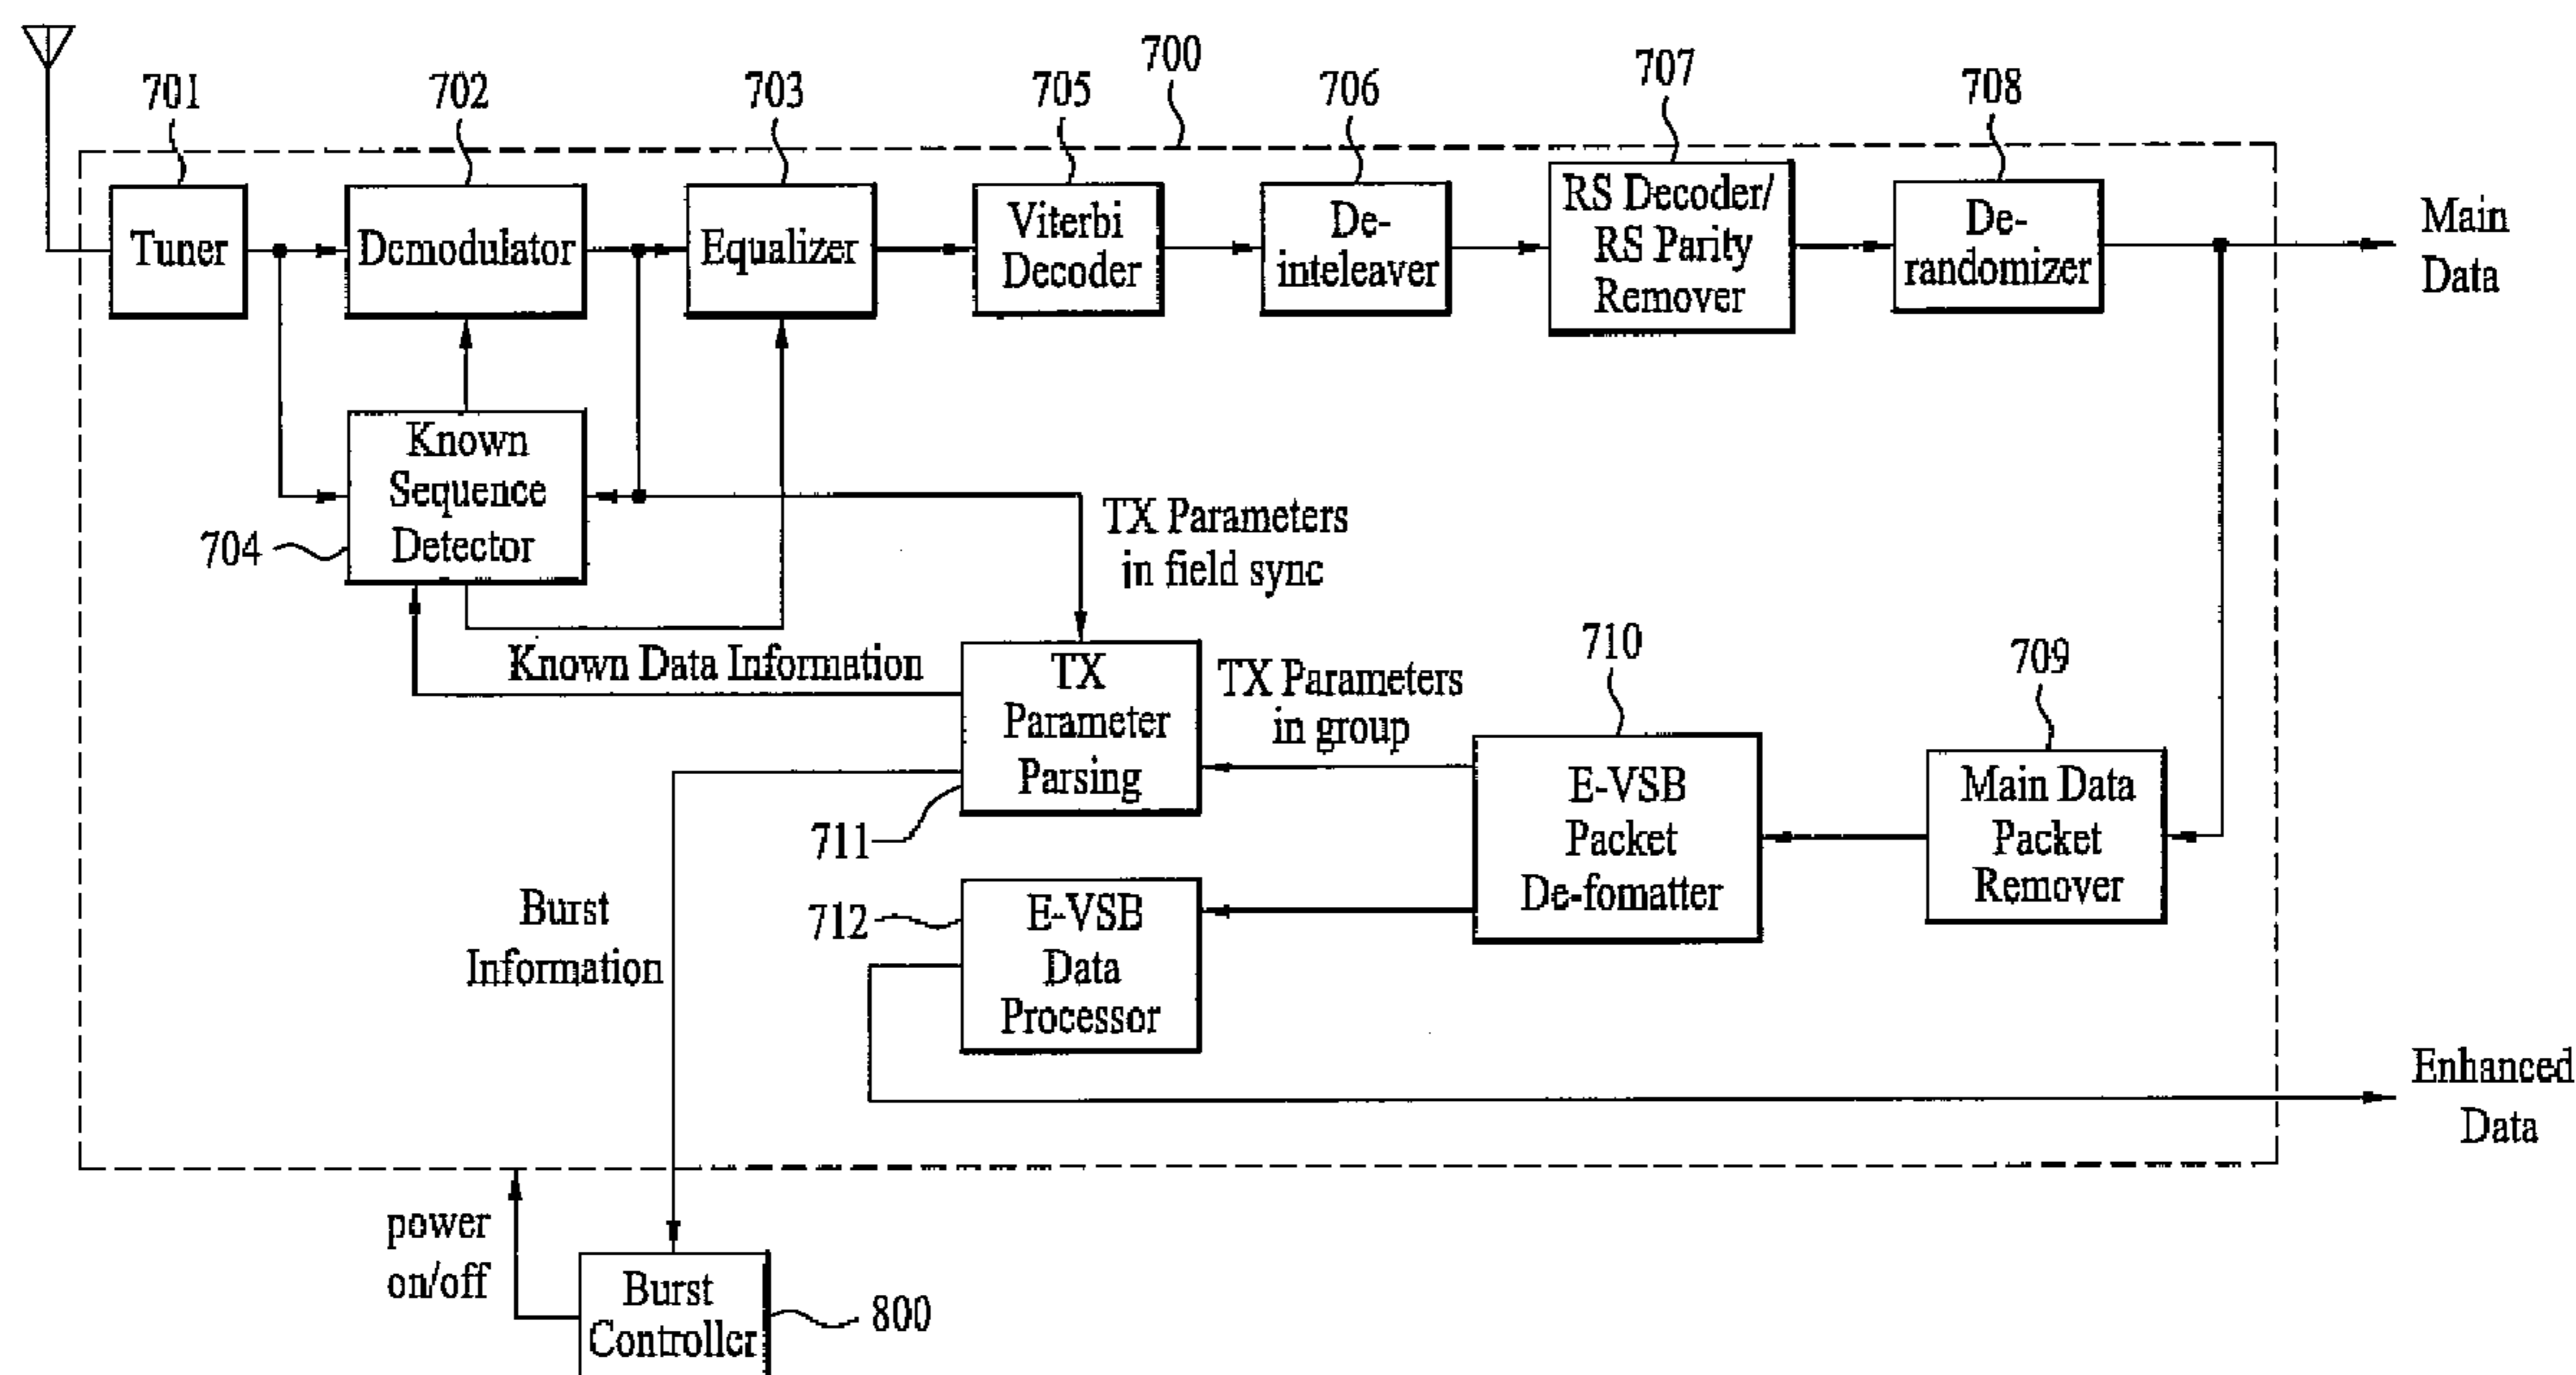 700
701
702
703
705
706
707
708
Tuner
Demodulator
Equalizer
Viterbi
Decoder
De-
inteleaver
RS Decoder/
RS Parity
Remover
De-
randomizer
Main
Data
Known
Sequence
Detector
704
TX Parameters
in field sync
Known Data Information
TX
Parameter
Parsing
711
TX Parameters
in group
710
E-VSB
Packet
De-fomatter
709
Main Data
Packet
Remover
Burst
Information
712
E-VSB
Data
Processor
Enhanced
Data
power
on/off
Burst
Controller
800